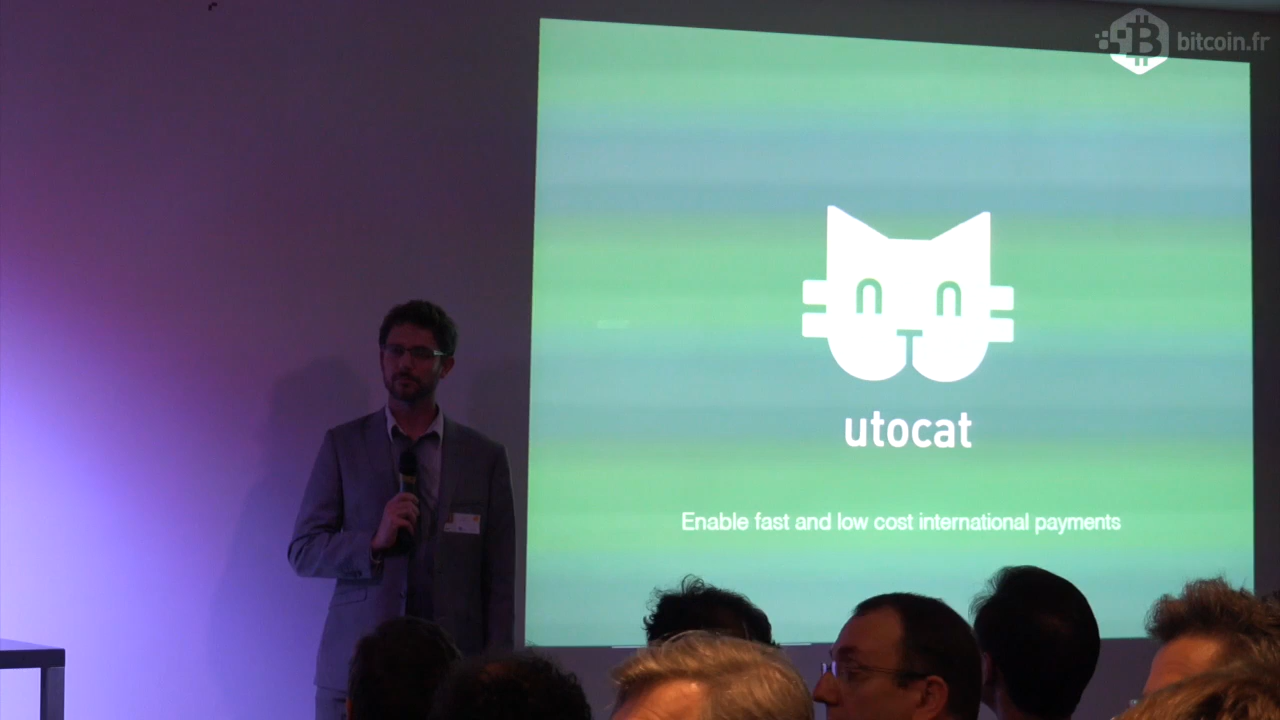 bitcoin.fr
utocat
Enable fast and low cost international payments